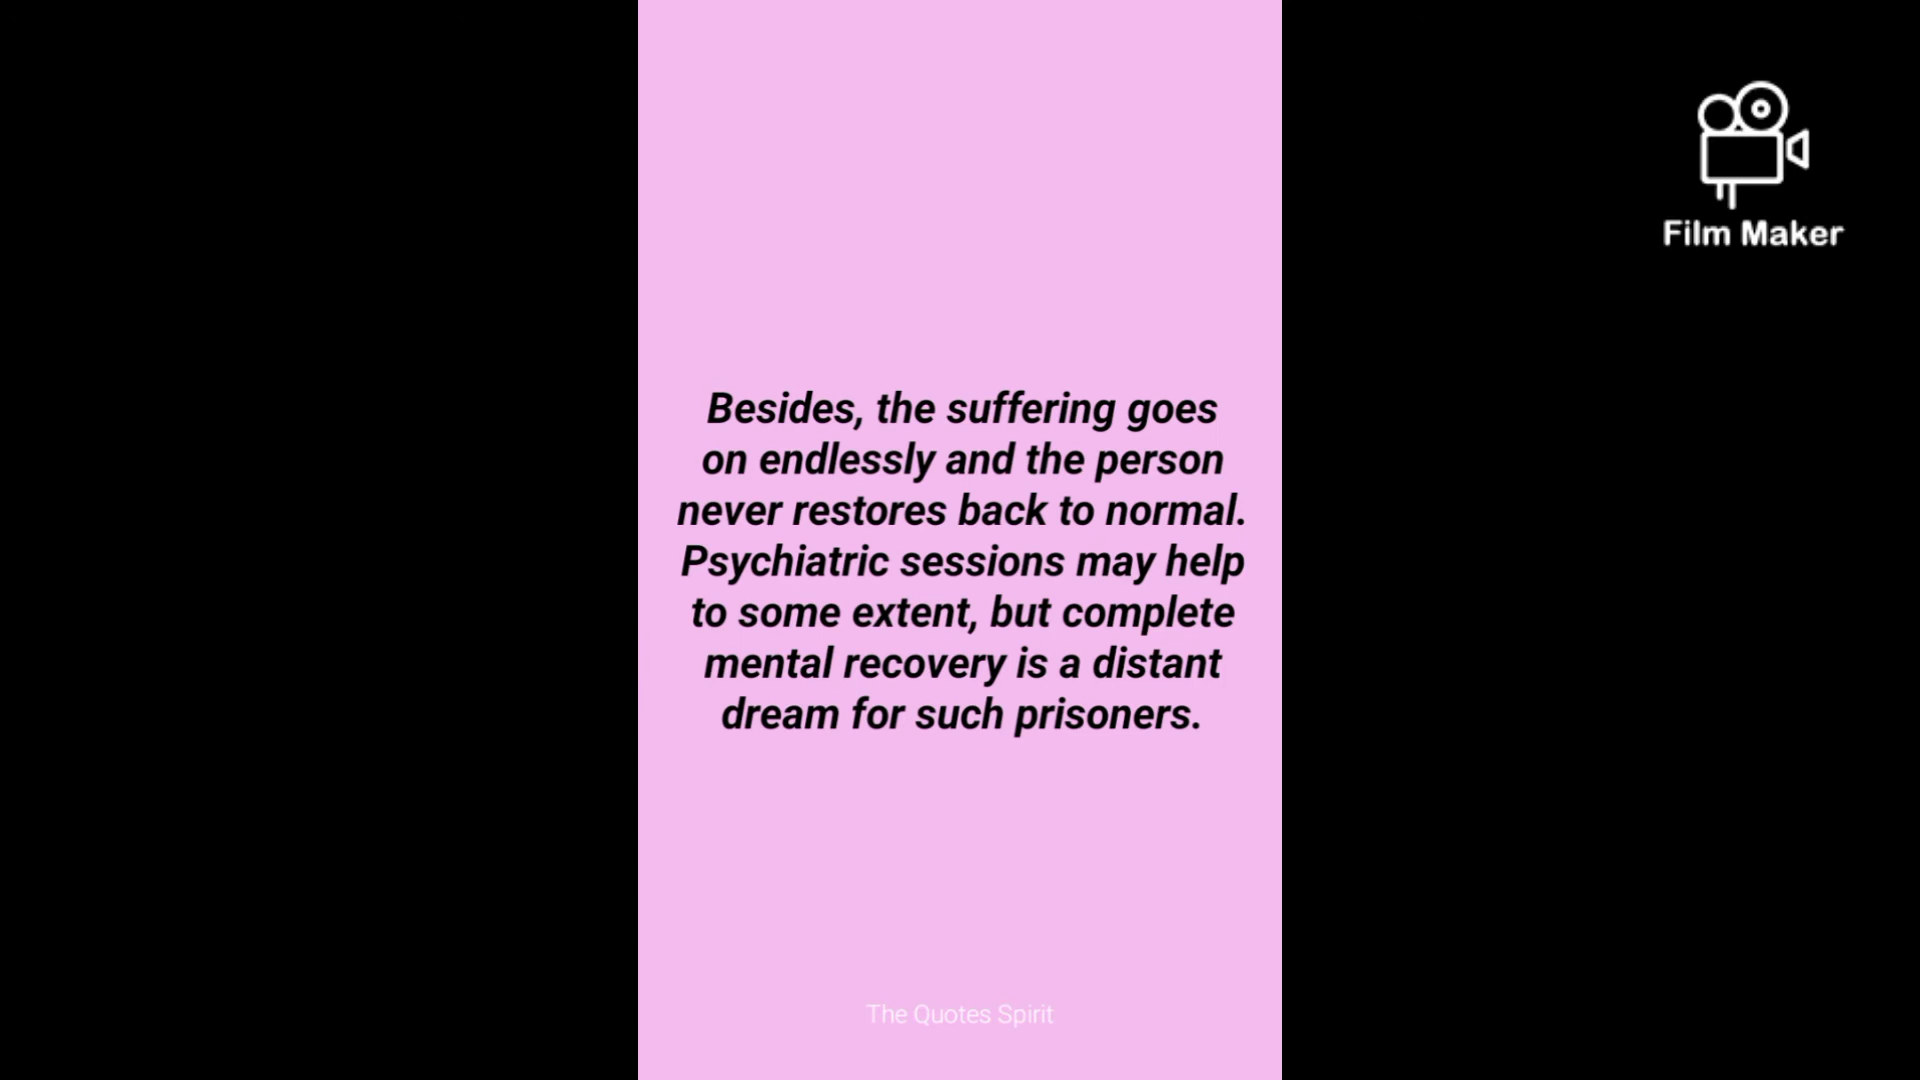 Film Maker
Besides, the suffering goes
on endlessly and the person
never restores back to normal.
Psychiatric sessions may help
to some extent, but complete
mental recovery is a distant
dream for such prisoners.
The Quotes Spirit